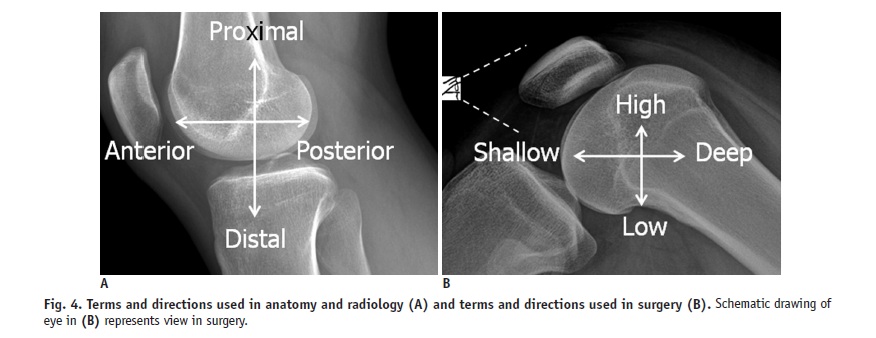 Proximal
Anterior
Posterior
Distal
High
Shallow
Deep
Low
A
B
Fig. 4. Terms and directions used in anatomy and radiology (A) and terms and directions used in surgery (B). Schematic drawing of
eye in (B) represents view in surgery.